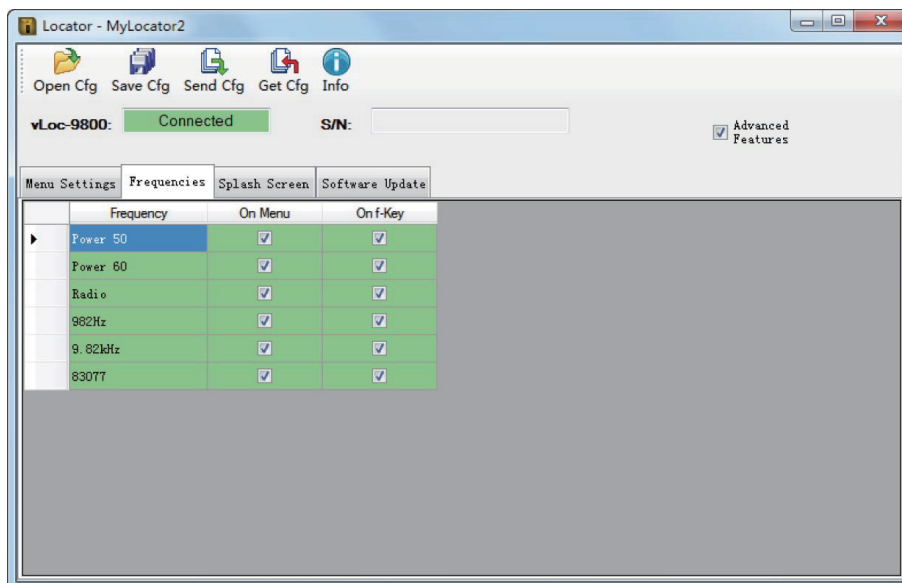 Locator - MyLocator2
Open Cfg Save Cfg Send Cfg Get Cfg Info
vLoc-9800: Connected S/N: Advanced Features
Menu Settings Frequencies Splash Screen Software Update
Frequency On Menu On f-Key
Power 50
Power 60
Radio
982Hz
9.82kHz
83077